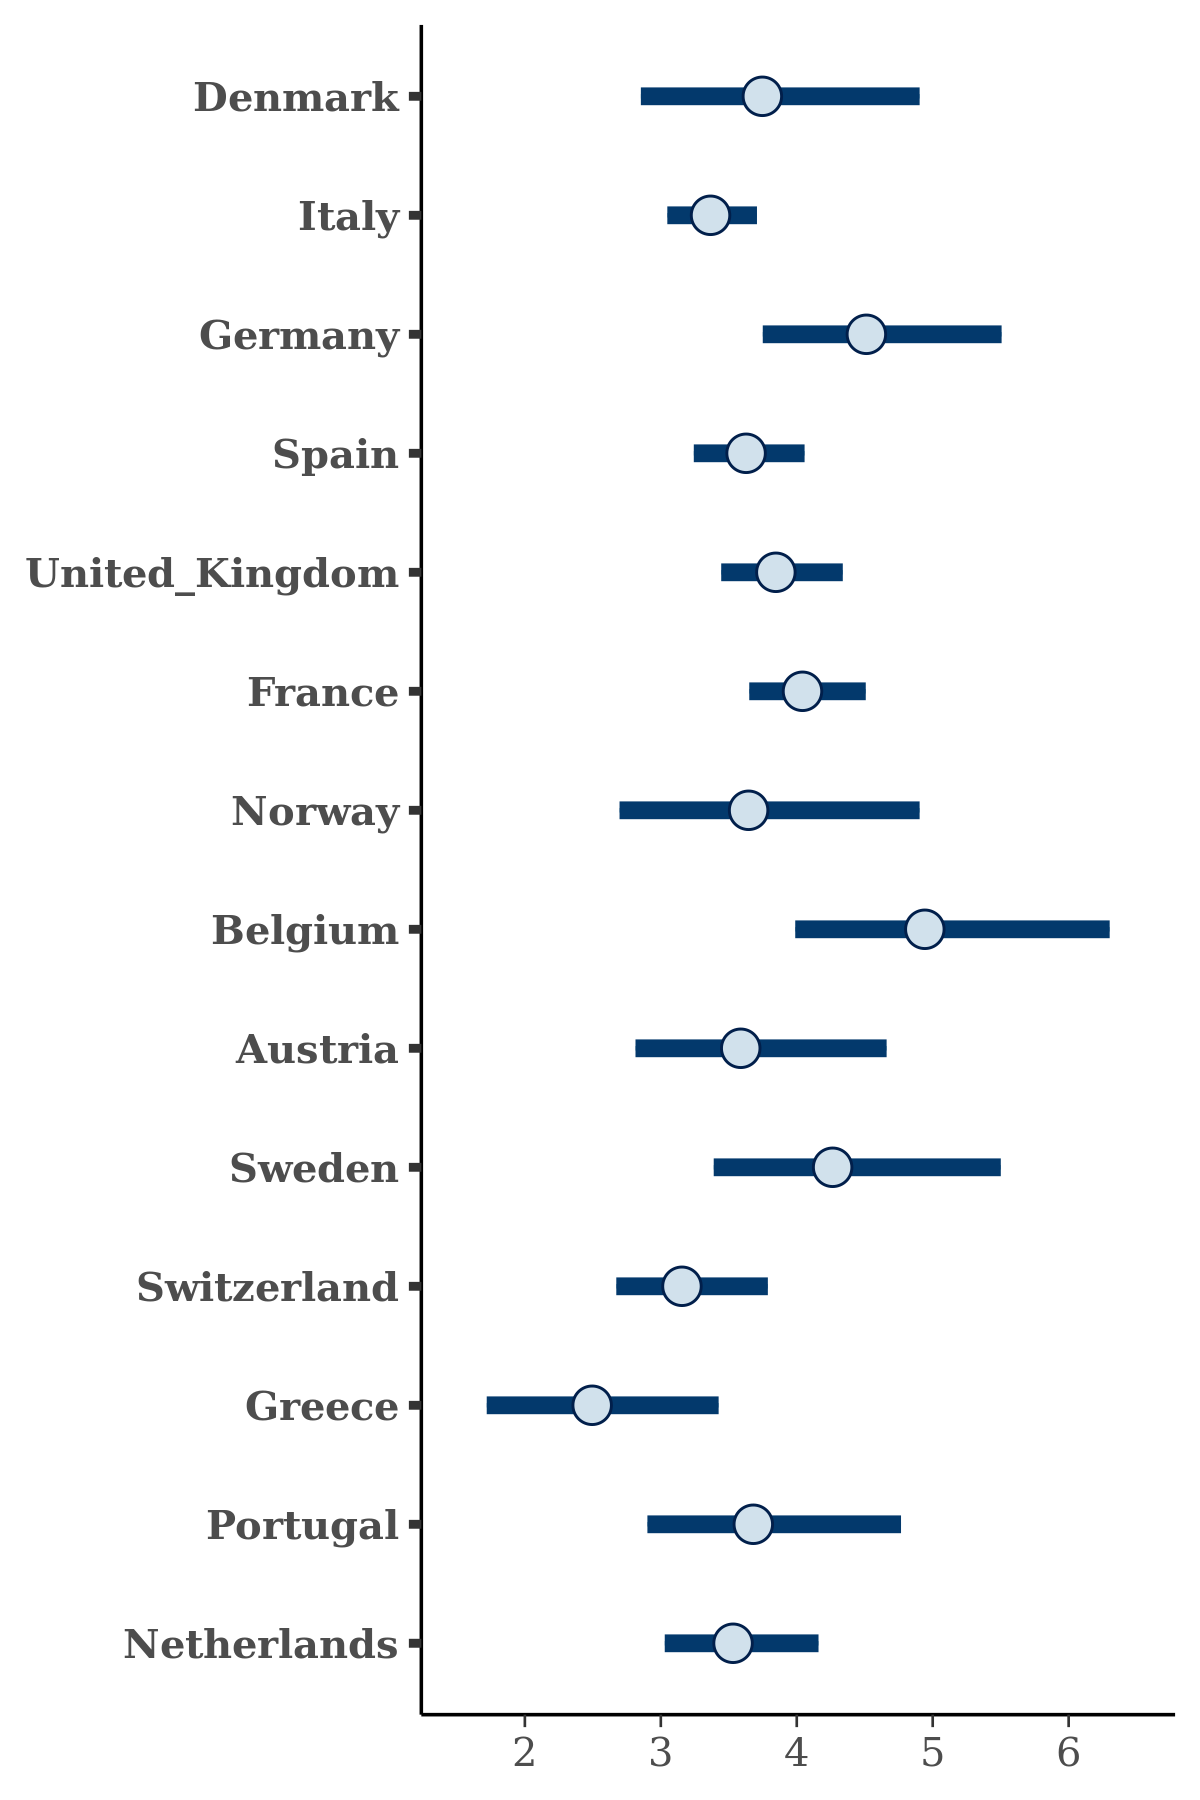 Denmark
Italy
Germany
Spain
United_Kingdom
France
Norway
Belgium
Austria
Sweden
Switzerland
Greece
Portugal
Netherlands
2 3 4 5 6